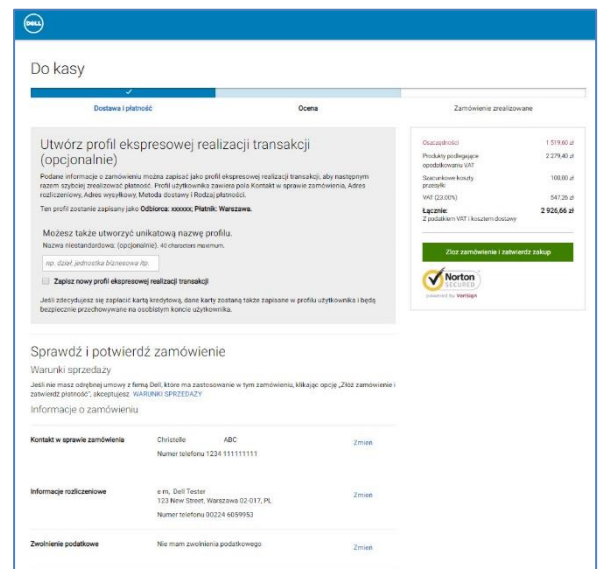 DELL
Do kasy
Dostawa i płatność
Ocena
Zamówienie zrealizowane
Utwórz profil ekspresowej realizacji transakcji
(opcjonalnie)
Podane informacje o zamówieniu można zapisać jako profil ekspresowej realizacji transakcji, aby następnym
razem szybciej zrealizować płatność. Profil użytkownika zawiera pola Kontakt w sprawie zamówienia, Adres
rozliczeniowy, Adres wysyłkowy, Metoda dostawy i Rodzaj płatności.
Ten profil zostanie zapisany jako Odbiorca: xxxxxx; Płatnik: Warszawa.
Możesz także utworzyć unikatową nazwę profilu.
Nazwa niestandardowa: (opcjonalnie). 40 characters maximum.
np. dział, jednostka biznesowa itp.
Zapisz nowy profil ekspresowej realizacji transakcji
Jeśli zdecydujesz się zapłacić kartą kredytową, dane karty zostaną także zapisane w profilu użytkownika i będą
bezpiecznie przechowywane na osobistym koncie użytkownika.
Oszczędności 1 519,60 zł
Produkty podlegające
opodatkowaniu VAT 2 279,40 zł
Szacunkowe koszty
przesyłki 100,00 zł
VAT (23.00%) 547,26 zł
Łącznie: 2 926,66 zł
Z podatkiem VAT i kosztem dostawy
Złoż zamówienie i zatwierdz zakup
Norton
SECURED
powered by VeriSign
Sprawdź i potwierdź zamówienie
Warunki sprzedaży
Jeśli nie masz odrębnej umowy z firmą Dell, które ma zastosowanie w tym zamówieniu, klikając opcję „Złoż zamówienie i
zatwierdź płatność", akceptujesz WARUNKI SPRZEDAŻY
Informacje o zamówieniu
Kontakt w sprawie zamówienia Christelle ABC Zmień
Numer telefonu 1234 111111111
Informacje rozliczeniowe e m, Dell Tester Zmień
123 New Street, Warszawa 02-017, PL
Numer telefonu 00224 6059953
Zwolnienie podatkowe Nie mam zwolnienia podatkowego Zmień